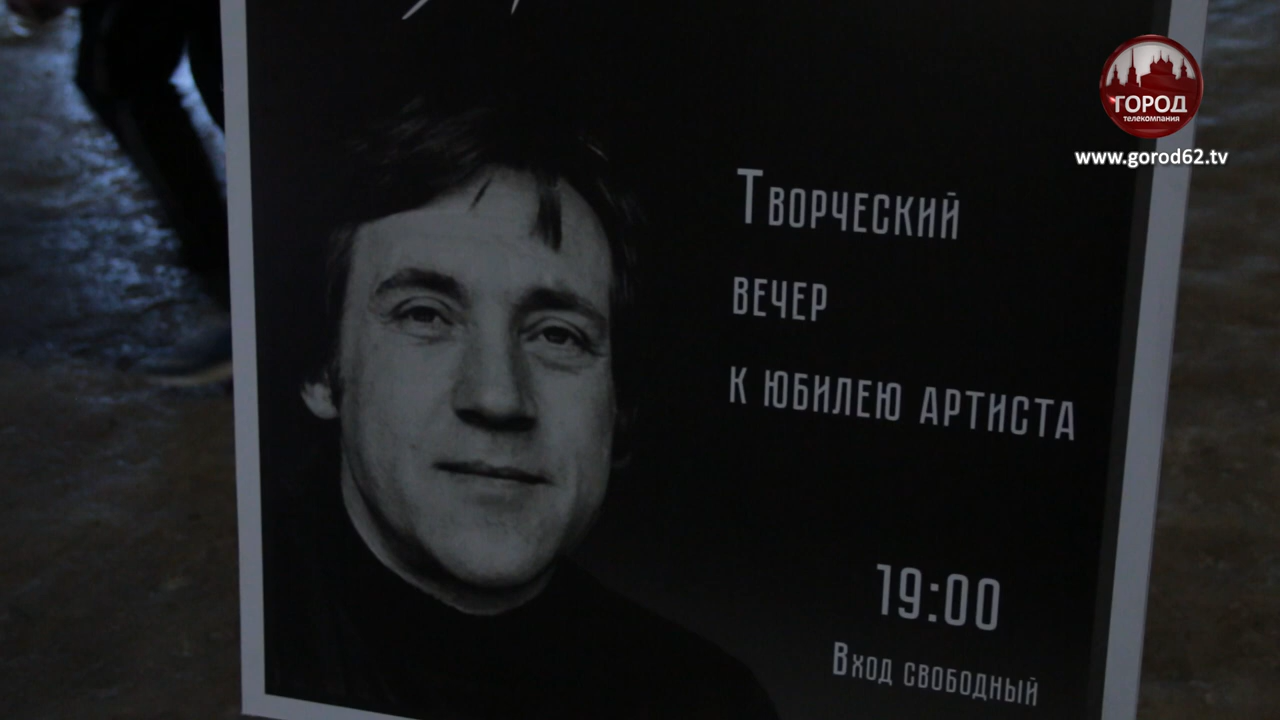 ГОРОД
телекомпания
www.gorod62.tv
Творческий
вечер
к юбилею артиста
19:00
Вход свободный